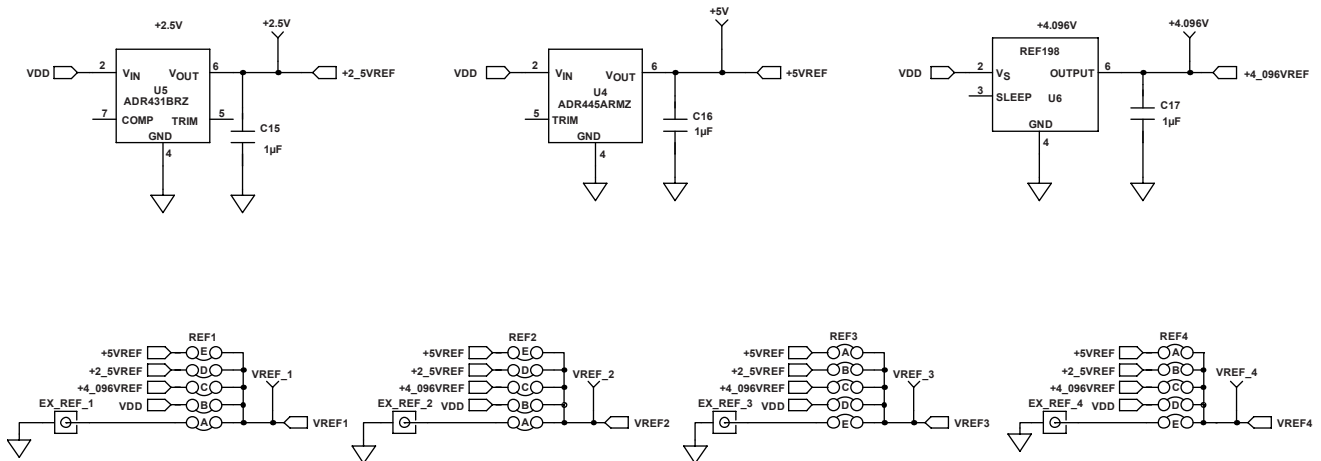 +2.5V
+2.5V
VDD
2
VIN
VOUT
6
+2_5VREF
U5
ADR431BRZ
7
COMP
TRIM
5
GND
4
C15
1µF
+5V
VDD
2
VIN
VOUT
6
+5VREF
U4
ADR445ARMZ
5
TRIM
GND
4
C16
1µF
+4.096V
+4.096V
REF198
VDD
2
VS
OUTPUT
6
+4_096VREF
3
SLEEP
U6
GND
4
C17
1µF
REF1
+5VREF
E
+2_5VREF
D
VREF_1
+4_096VREF
C
EX_REF_1
VDD
B
A
VREF1
REF2
+5VREF
E
+2_5VREF
D
VREF_2
+4_096VREF
C
EX_REF_2
VDD
B
A
VREF2
REF3
+5VREF
A
+2_5VREF
B
VREF_3
+4_096VREF
C
EX_REF_3
VDD
D
E
VREF3
REF4
+5VREF
A
+2_5VREF
B
VREF_4
+4_096VREF
C
EX_REF_4
VDD
D
E
VREF4